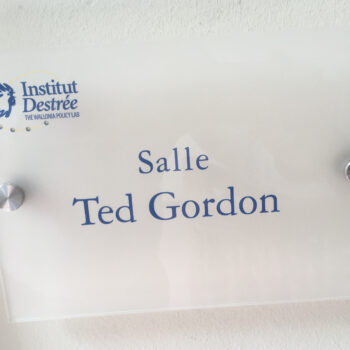 Institut
Destrée
THE WALLONIA POLICY LAB
Salle
Ted Gordon